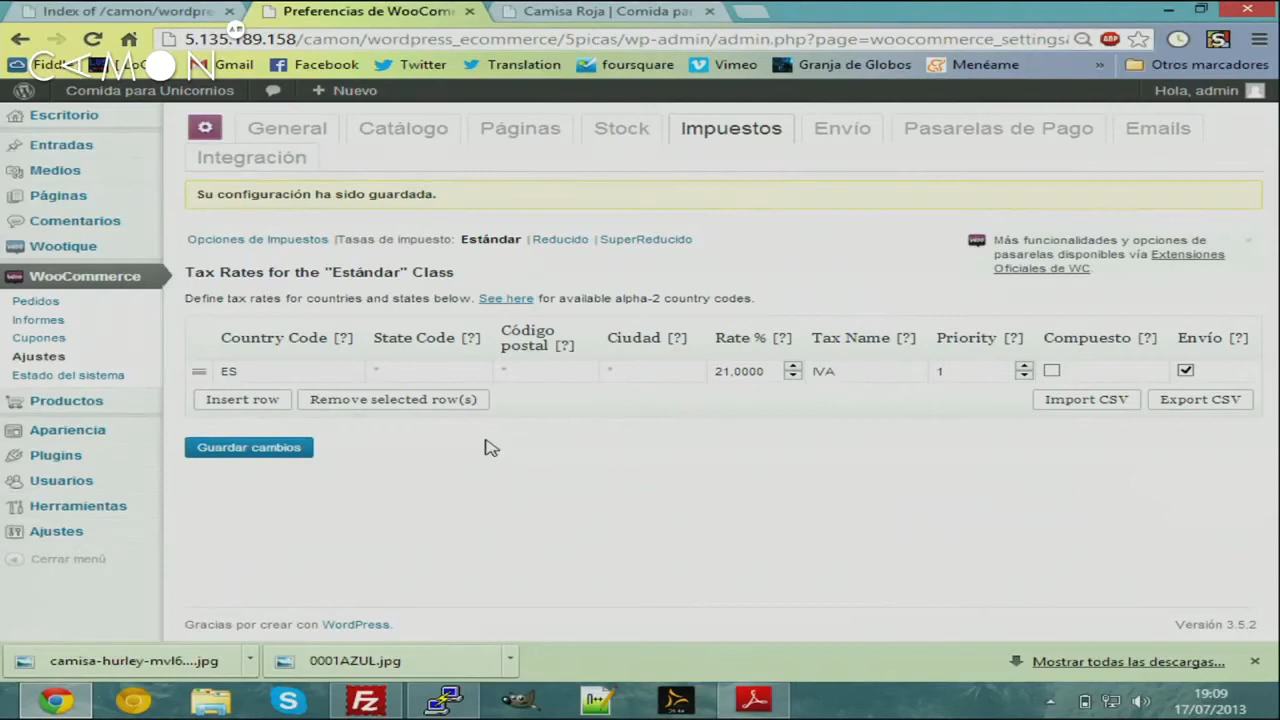 Index of /camon/wordpre
Preferencias de WooComm
Camisa Roja | Comida pa
5.135.189.158/camon/wordpress_ecommerce/5picas/wp-admin/admin.php?page=woocommerce_settings&
CAMON
Fiddl
Gmail
Facebook
Twitter
Translation
foursquare
Vimeo
Granja de Globos
Menéame
»
Otros marcadores
Comida para Unicornios
+ Nuevo
Hola, admin
Escritorio
Entradas
Medios
Páginas
Comentarios
Wootique
WooCommerce
Pedidos
Informes
Cupones
Ajustes
Estado del sistema
Productos
Apariencia
Plugins
Usuarios
Herramientas
Ajustes
Cerrar menú
General
Catálogo
Páginas
Stock
Impuestos
Envío
Pasarelas de Pago
Emails
Integración
Su configuración ha sido guardada.
Opciones de Impuestos |Tasas de impuesto: Estándar | Reducido | SuperReducido
Más funcionalidades y opciones de
pasarelas disponibles vía Extensiones
Oficiales de WC.
Tax Rates for the "Estándar" Class
Define tax rates for countries and states below. See here for available alpha-2 country codes.
Country Code [?]
State Code [?]
Código
postal [?]
Ciudad [?]
Rate % [?]
Tax Name [?]
Priority [?]
Compuesto [?]
Envío [?]
ES
*
*
*
21,0000
IVA
1
Insert row
Remove selected row(s)
Import CSV
Export CSV
Guardar cambios
Gracias por crear con WordPress.
Versión 3.5.2
camisa-hurley-mvl6....jpg
0001AZUL.jpg
Mostrar todas las descargas...
19:09
17/07/2013